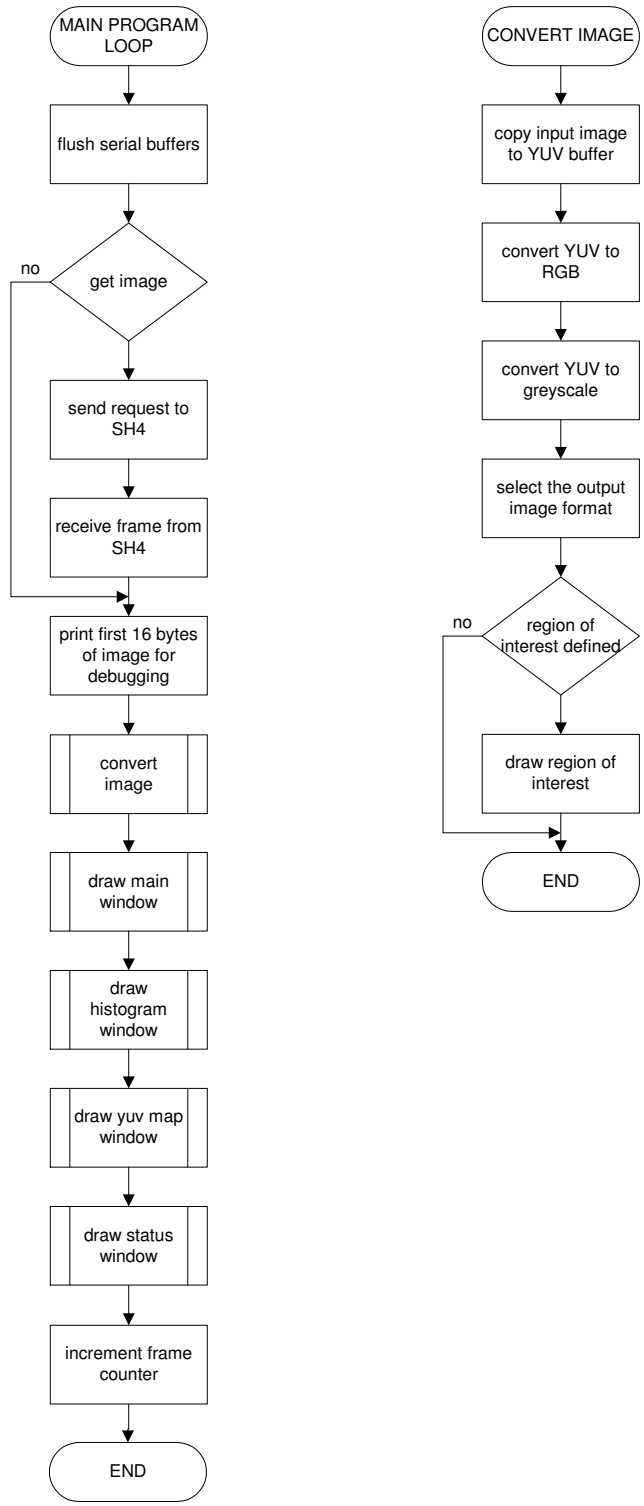 MAIN PROGRAM
LOOP
flush serial buffers
no
get image
send request to
SH4
receive frame from
SH4
print first 16 bytes
of image for
debugging
convert
image
draw main
window
draw
histogram
window
draw yuv map
window
draw status
window
increment frame
counter
END
CONVERT IMAGE
copy input image
to YUV buffer
convert YUV to
RGB
convert YUV to
greyscale
select the output
image format
no
region of
interest defined
draw region of
interest
END